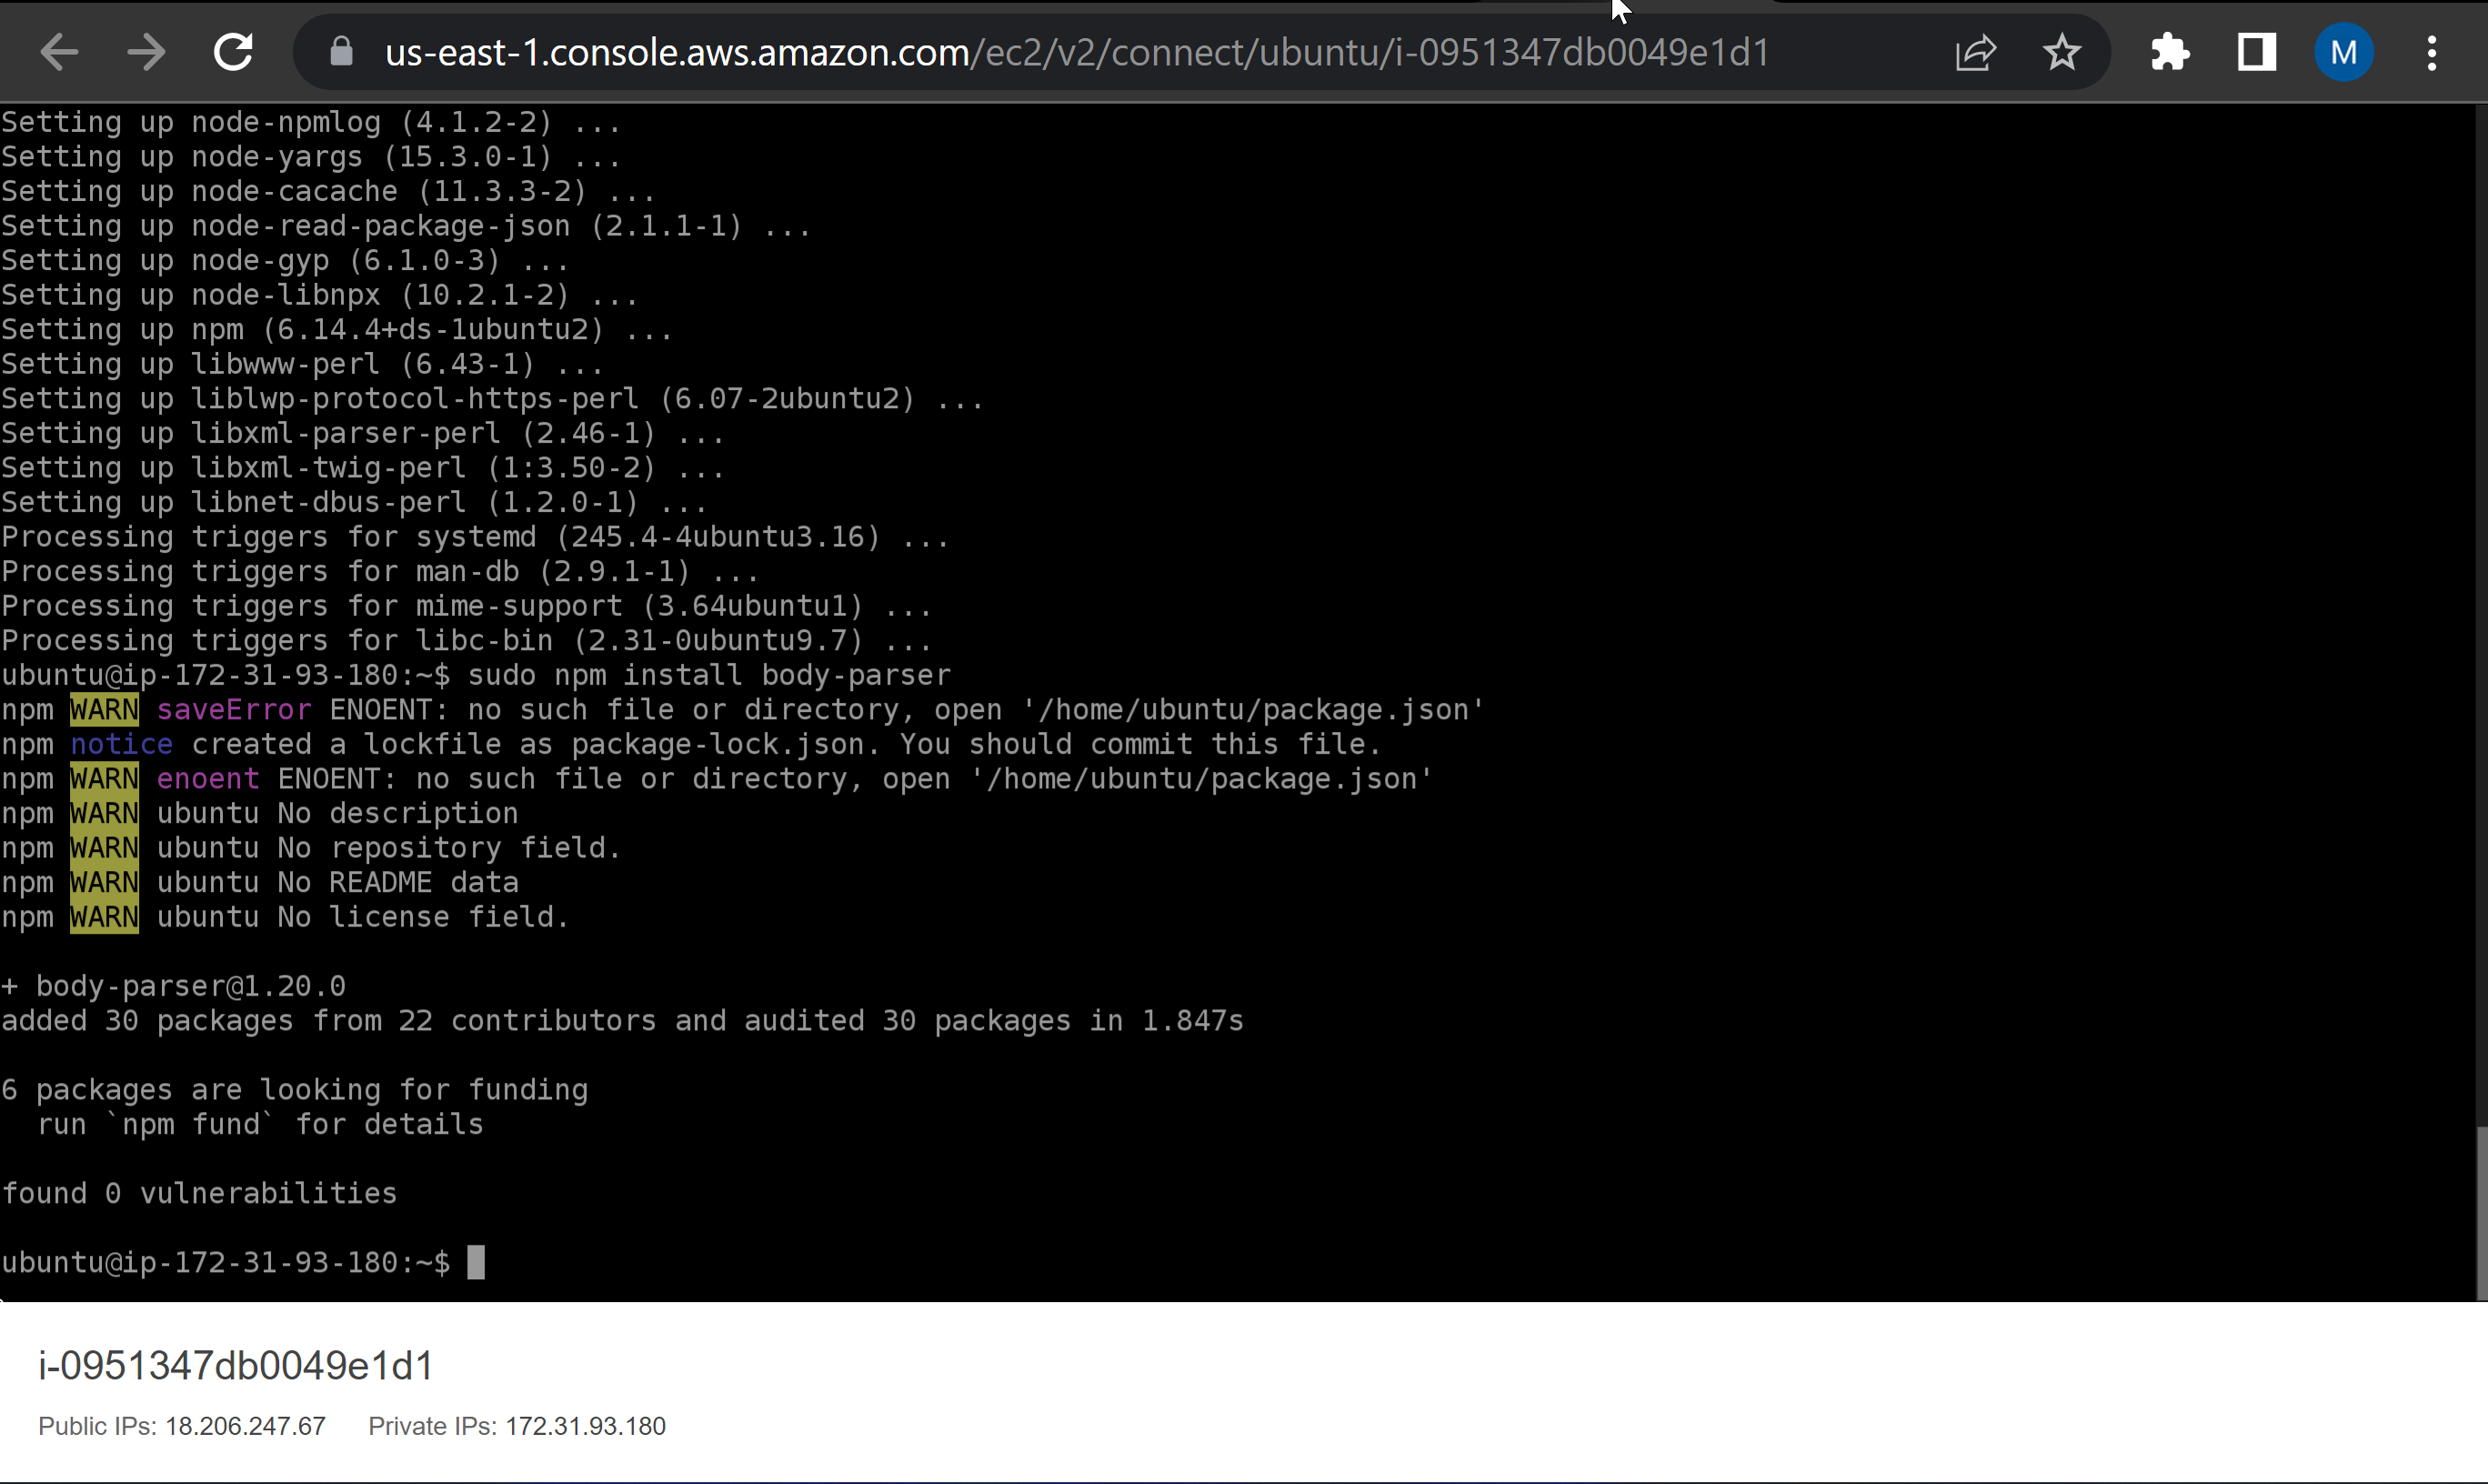 us-east-1.console.aws.amazon.com/ec2/v2/connect/ubuntu/i-0951347db0049e1d1
M
Setting up node-npmlog (4.1.2-2) ...
Setting up node-yargs (15.3.0-1) ...
Setting up node-cacache (11.3.3-2) ...
Setting up node-read-package-json (2.1.1-1) ...
Setting up node-gyp (6.1.0-3) ...
Setting up node-libnpx (10.2.1-2) ...
Setting up npm (6.14.4+ds-1ubuntu2) ...
Setting up libwww-perl (6.43-1) ...
Setting up liblwp-protocol-https-perl (6.07-2ubuntu2) ...
Setting up libxml-parser-perl (2.46-1) ...
Setting up libxml-twig-perl (1:3.50-2) ...
Setting up libnet-dbus-perl (1.2.0-1) ...
Processing triggers for systemd (245.4-4ubuntu3.16) ...
Processing triggers for man-db (2.9.1-1) ...
Processing triggers for mime-support (3.64ubuntu1) ...
Processing triggers for libc-bin (2.31-0ubuntu9.7) ...
ubuntu@ip-172-31-93-180:~$ sudo npm install body-parser
npm WARN saveError ENOENT: no such file or directory, open '/home/ubuntu/package.json'
npm notice created a lockfile as package-lock.json. You should commit this file.
npm WARN enoent ENOENT: no such file or directory, open '/home/ubuntu/package.json'
npm WARN ubuntu No description
npm WARN ubuntu No repository field.
npm WARN ubuntu No README data
npm WARN ubuntu No license field.
+ body-parser@1.20.0
added 30 packages from 22 contributors and audited 30 packages in 1.847s
6 packages are looking for funding
run `npm fund` for details
found 0 vulnerabilities
ubuntu@ip-172-31-93-180:~$
i-0951347db0049e1d1
Public IPs: 18.206.247.67 Private IPs: 172.31.93.180